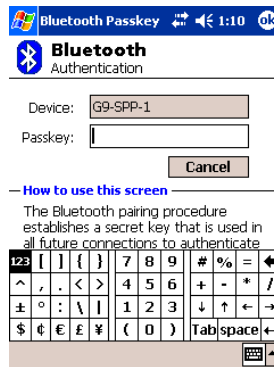 Bluetooth Passkey 1:10 ok
Bluetooth
Authentication
Device: G9-SPP-1
Passkey:
Cancel
How to use this screen
The Bluetooth pairing procedure
establishes a secret key that is used in
all future connections to authenticate
123 [ ] { } 7 8 9 # % =
^ , . < > 4 5 6 + - * /
± ° : \ | 1 2 3 ↓ ↑ ← →
$ ¢ € £ ¥ ( 0 ) Tab space ↔